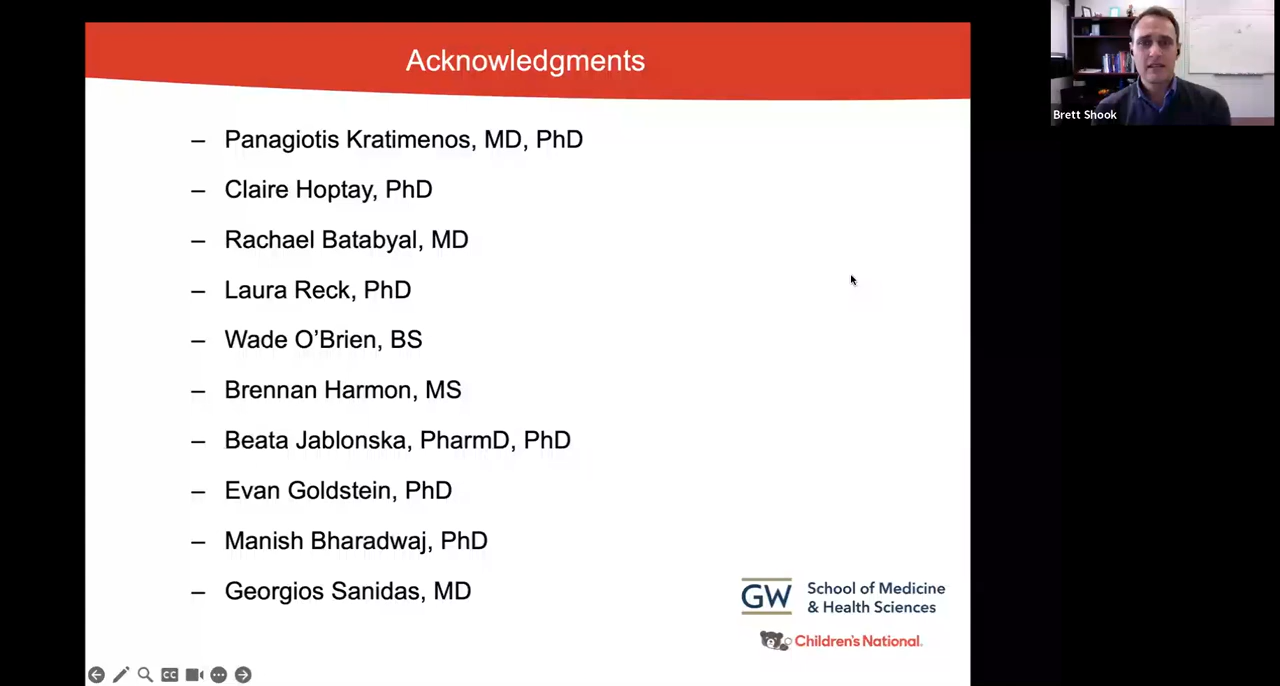 Acknowledgments
Brett Shook
– Panagiotis Kratimenos, MD, PhD
– Claire Hoptay, PhD
– Rachael Batabyal, MD
– Laura Reck, PhD
– Wade O’Brien, BS
– Brennan Harmon, MS
– Beata Jablonska, PharmD, PhD
– Evan Goldstein, PhD
– Manish Bharadwaj, PhD
– Georgios Sanidas, MD
GW School of Medicine
& Health Sciences
Children's National.
CC